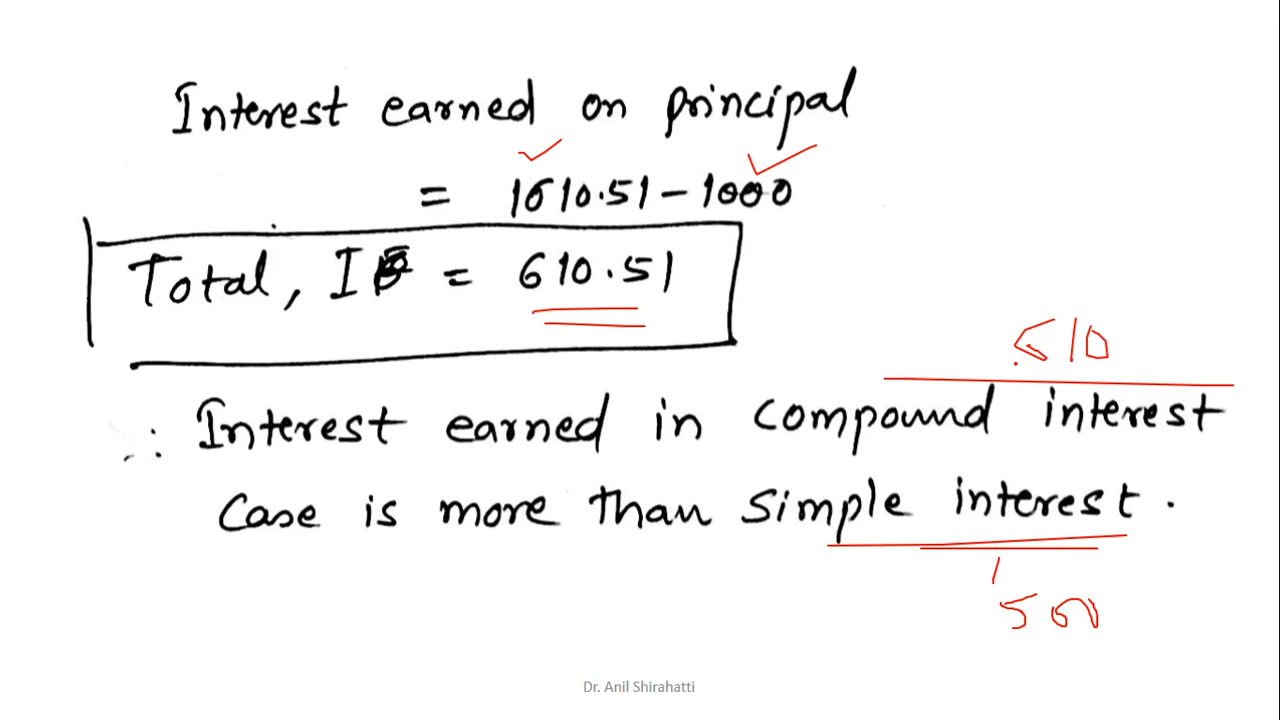 Interest earned on principal
= 1610.51 - 1000
Total, I = 610.51
610
∴ Interest earned in compound interest
Case is more than Simple interest.
500
Dr. Anil Shirahatti